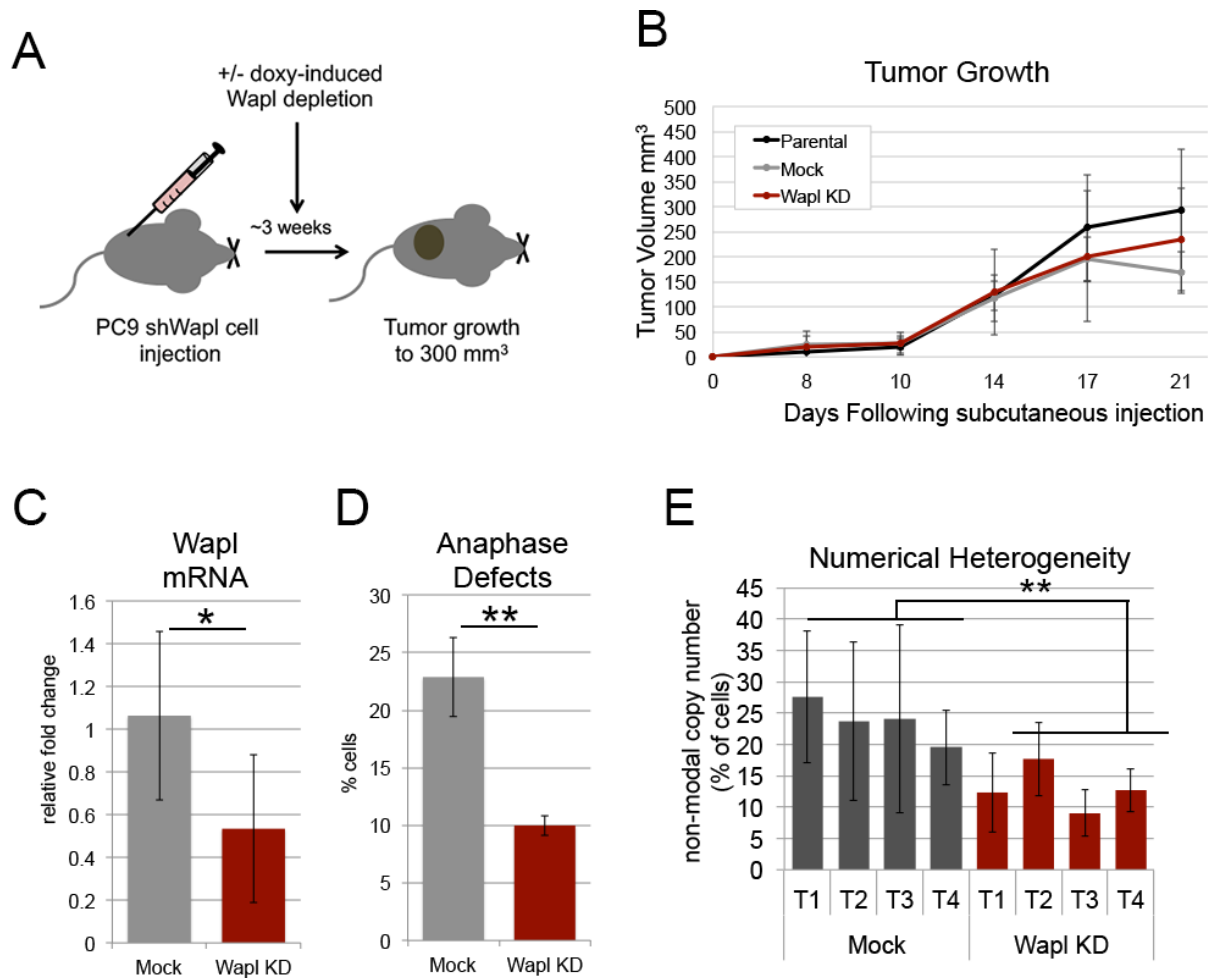 A
+/- doxy-induced
Wapl depletion
~3 weeks
PC9 shWapl cell
injection
Tumor growth
to 300 mm³
B
Tumor Growth
Tumor Volume mm³
500
450
400
350
300
250
200
150
100
50
0
Parental
Mock
Wapl KD
0 8 10 14 17 21
Days Following subcutaneous injection
C
Wapl
mRNA
relative fold change
1.6
1.4
1.2
1
0.8
0.6
0.4
0.2
0
*
Mock Wapl KD
D
Anaphase
Defects
% cells
30
25
20
15
10
5
0
**
Mock Wapl KD
E
Numerical Heterogeneity
non-modal copy number
(% of cells)
45
40
35
30
25
20
15
10
5
0
**
T1 T2 T3 T4 T1 T2 T3 T4
Mock Wapl KD